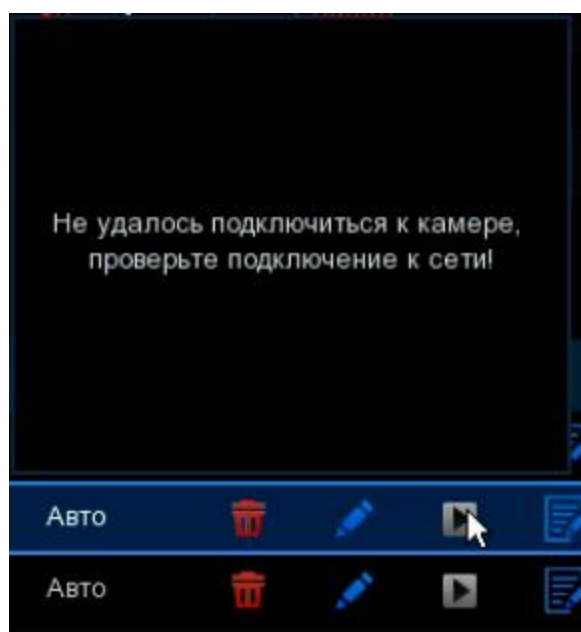 Не удалось подключиться к камере,
проверьте подключение к сети!
Авто
Авто